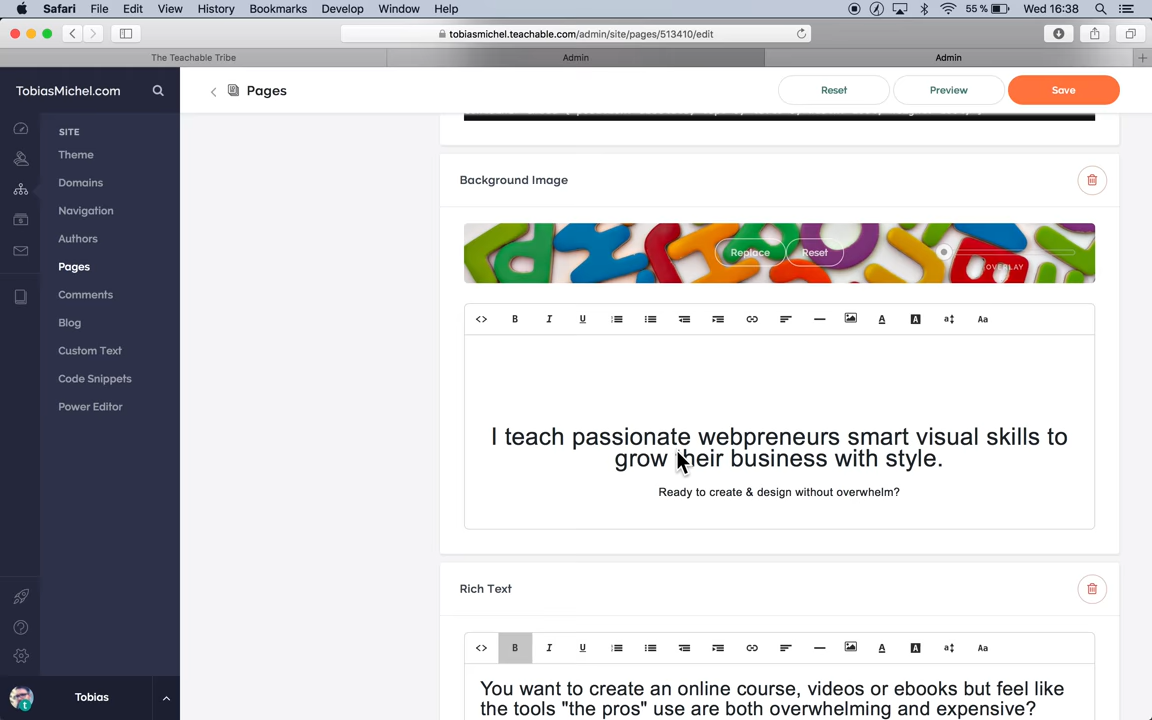 Safari File Edit View History Bookmarks Develop Window Help 55 % Wed 16:38
tobiasmichel.teachable.com/admin/site/pages/513410/edit
The Teachable Tribe Admin Admin
TobiasMichel.com
Pages
Reset Preview Save
SITE
Theme
Domains
Navigation
Authors
Pages
Comments
Blog
Custom Text
Code Snippets
Power Editor
Tobias
Background Image
Replace Reset
OVERLAY
<> B I U A A Aa
I teach passionate webpreneurs smart visual skills to
grow their business with style.
Ready to create & design without overwhelm?
Rich Text
<> B I U A A Aa
You want to create an online course, videos or ebooks but feel like
the tools "the pros" use are both overwhelming and expensive?